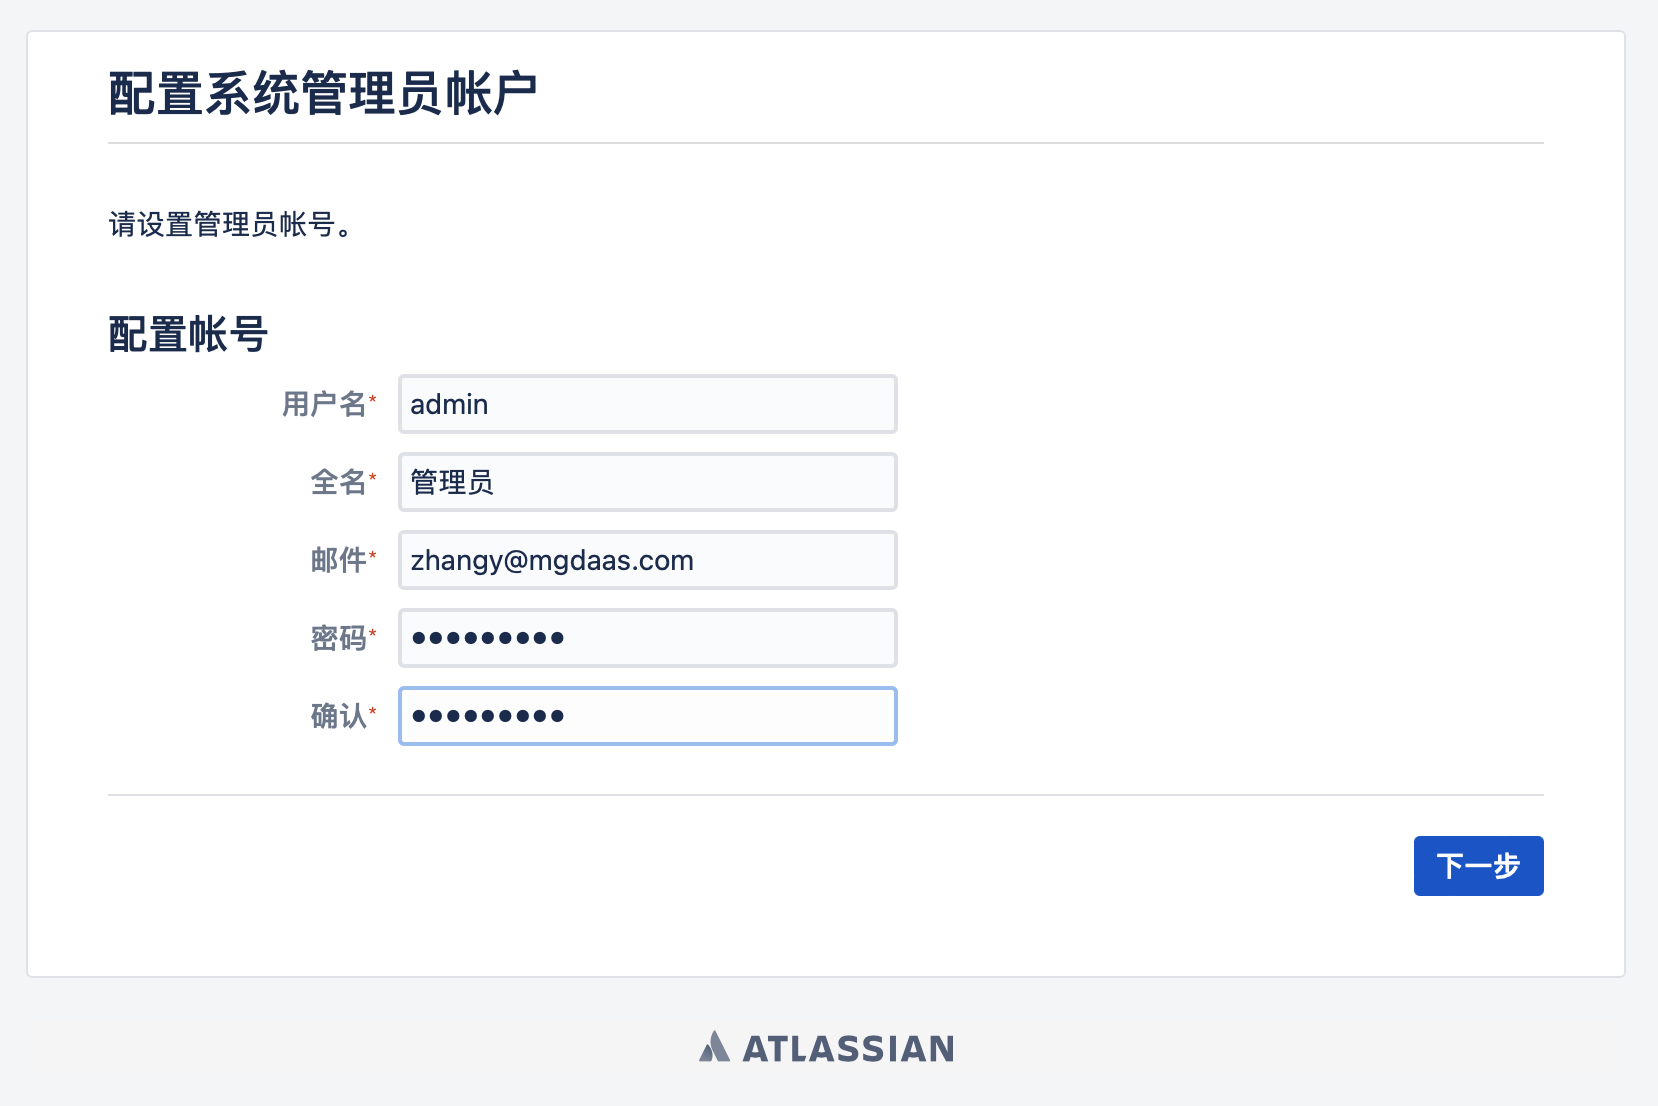 配置系统管理员帐户
请设置管理员帐号。
配置帐号
用户名* admin
全名* 管理员
邮件* zhangy@mgdaas.com
密码* •••••••••
确认* •••••••••
下一步
ATLASSIAN